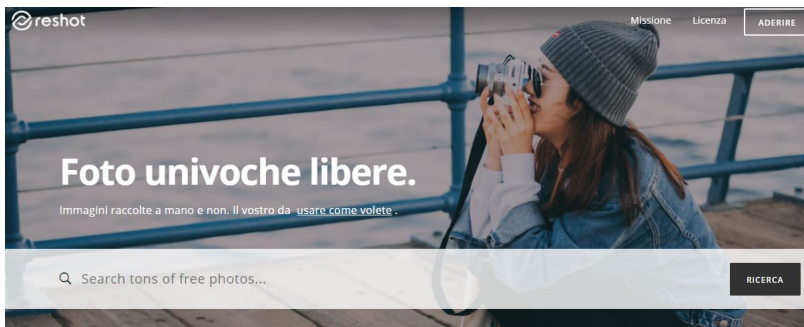 reshot
Missione
Licenza
ADERIRE
Foto univoche libere.
Immagini raccolte a mano e non. Il vostro da usare come volete .
Search tons of free photos...
RICERCA